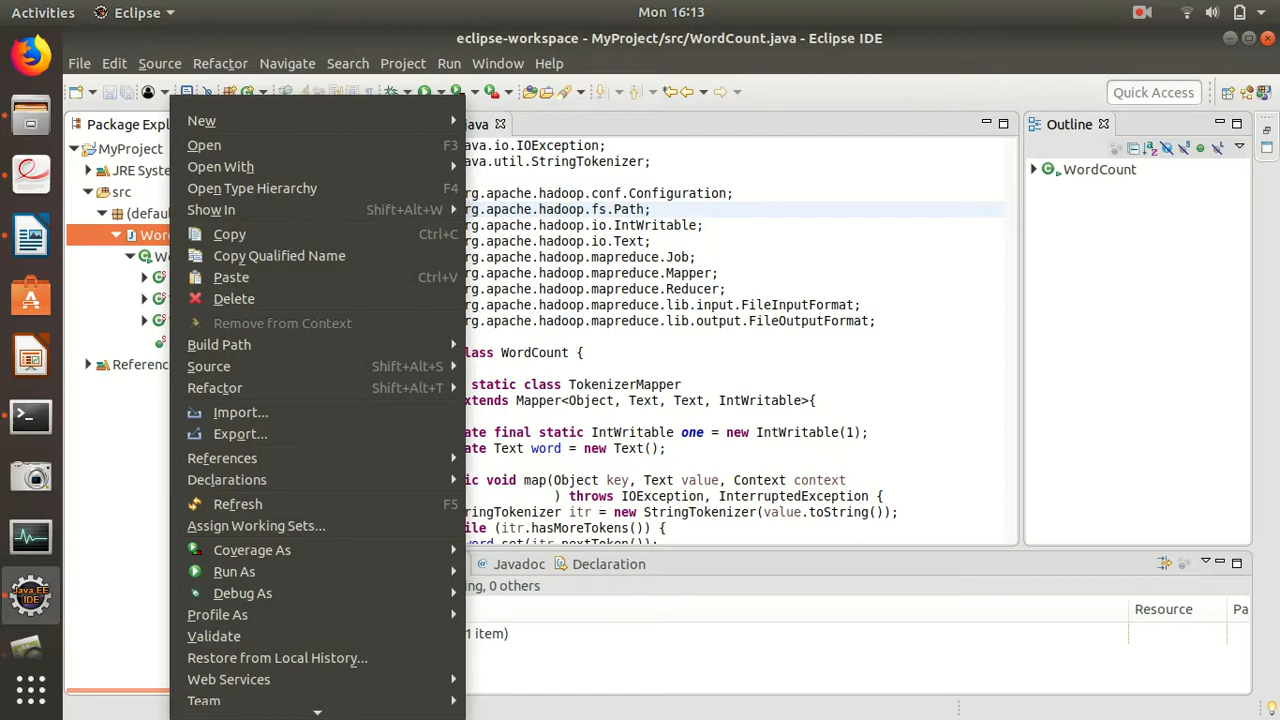 Activities Eclipse Mon 16:13
eclipse-workspace - MyProject/src/WordCount.java - Eclipse IDE
File Edit Source Refactor Navigate Search Project Run Window Help
Quick Access
Package Expl
MyProject
JRE Syste
src
(defau
Wor
W
Reference
New
Open F3
Open With
Open Type Hierarchy F4
Show In Shift+Alt+W
Copy Ctrl+C
Copy Qualified Name
Paste Ctrl+V
Delete
Remove from Context
Build Path
Source Shift+Alt+S
Refactor Shift+Alt+T
Import...
Export...
References
Declarations
Refresh F5
Assign Working Sets...
Coverage As
Run As
Debug As
Profile As
Validate
Restore from Local History...
Web Services
Team
java
ava.io.IOException;
ava.util.StringTokenizer;
rg.apache.hadoop.conf.Configuration;
rg.apache.hadoop.fs.Path;
rg.apache.hadoop.io.IntWritable;
rg.apache.hadoop.io.Text;
rg.apache.hadoop.mapreduce.Job;
rg.apache.hadoop.mapreduce.Mapper;
rg.apache.hadoop.mapreduce.Reducer;
rg.apache.hadoop.mapreduce.lib.input.FileInputFormat;
rg.apache.hadoop.mapreduce.lib.output.FileOutputFormat;
lass WordCount {
static class TokenizerMapper
extends Mapper<Object, Text, Text, IntWritable>{
ate final static IntWritable one = new IntWritable(1);
ate Text word = new Text();
ic void map(Object key, Text value, Context context
) throws IOException, InterruptedException {
ringTokenizer itr = new StringTokenizer(value.toString());
ile (itr.hasMoreTokens()) {
word.set(itr.nextToken());
Outline
WordCount
Javadoc Declaration
ng, 0 others
Resource Pa
1 item)
Java EE
IDE